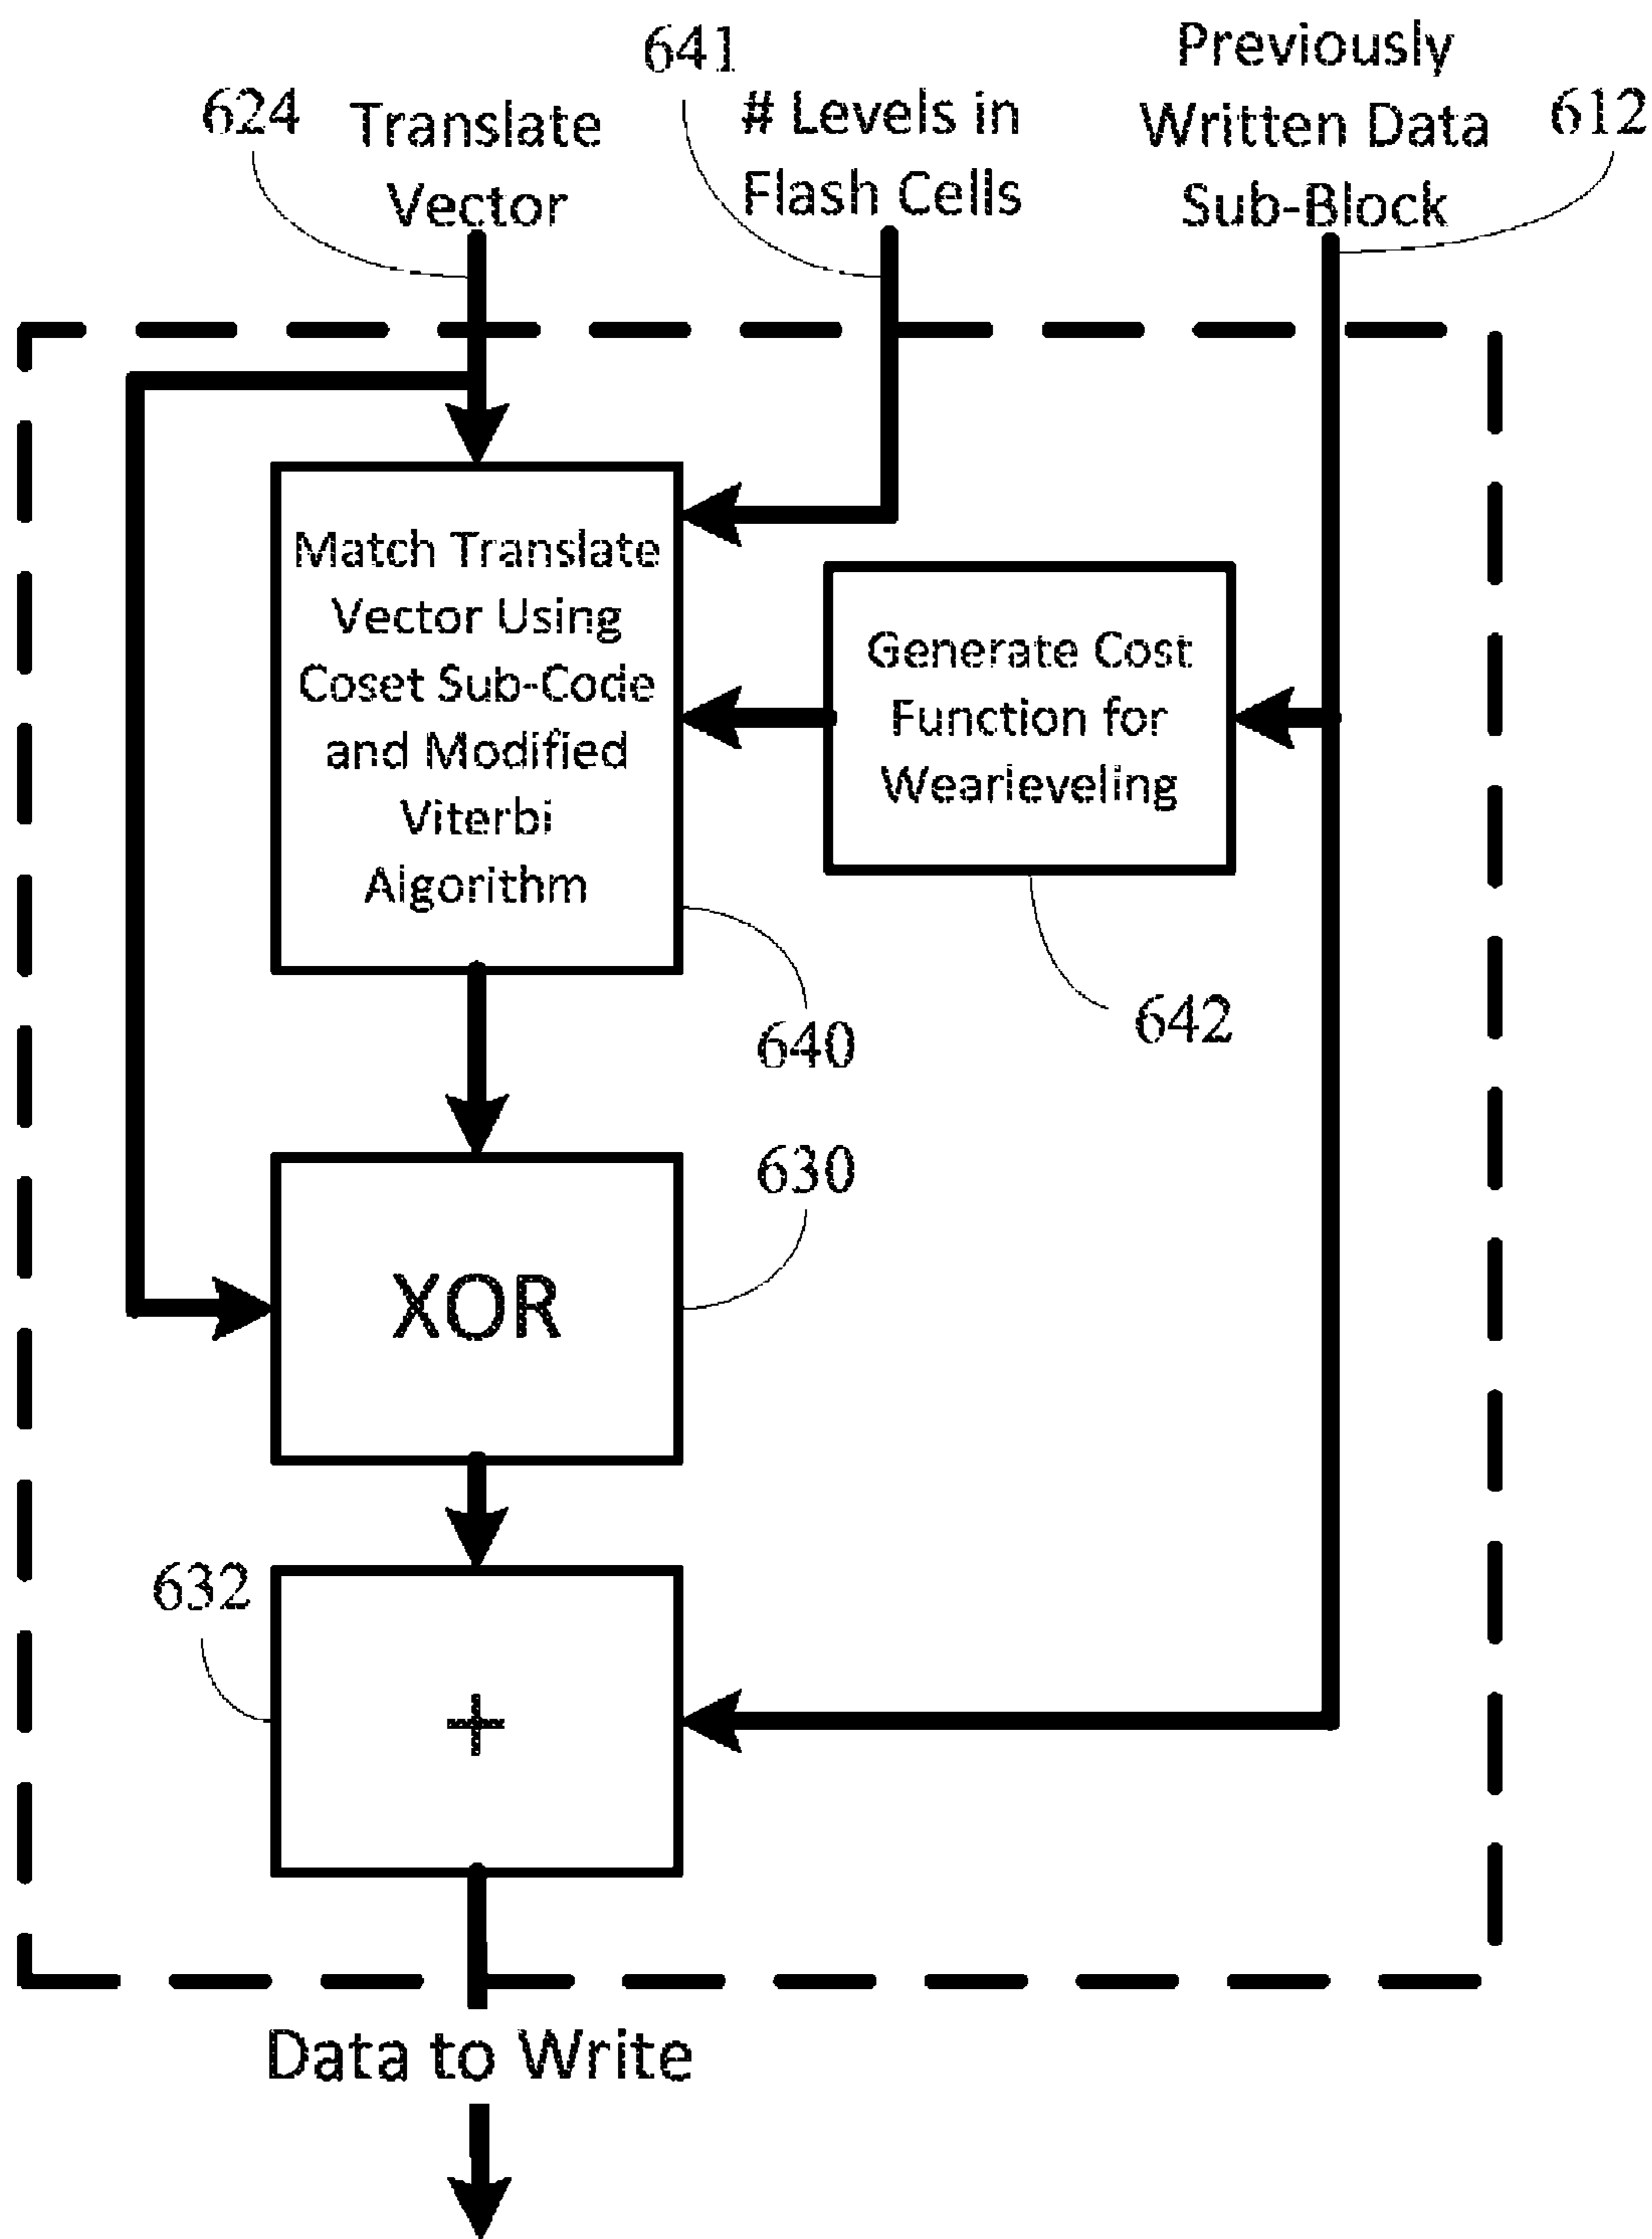 624
Translate
Vector
641
# Levels in
Flash Cells
Previously
Written Data
Sub-Block
612
Match Translate
Vector Using
Coset Sub-Code
and Modified
Viterbi
Algorithm
Generate Cost
Function for
Wearleveling
640
642
XOR
630
632
+
Data to Write